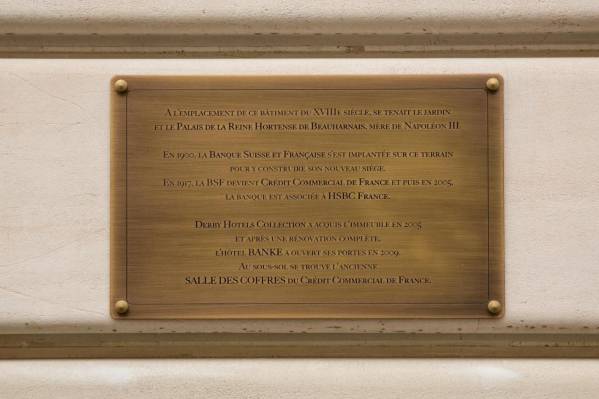 A l'emplacement de ce bâtiment du XVIIIe siècle, se tenait le jardin
et le Palais de la Reine Hortense de Beauharnais, mère de Napoléon III.
En 1900, la Banque Suisse et Française s'est implantée sur ce terrain
pour y construire son nouveau siège.
En 1917, la BSF devient Crédit Commercial de France et puis en 2005,
la banque est associée à HSBC France.
Derby Hotels Collection a acquis l'immeuble en 2005
et après une rénovation complète,
l'hôtel BANKE a ouvert ses portes en 2009.
Au sous-sol se trouve l'ancienne
SALLE DES COFFRES du Crédit Commercial de France.